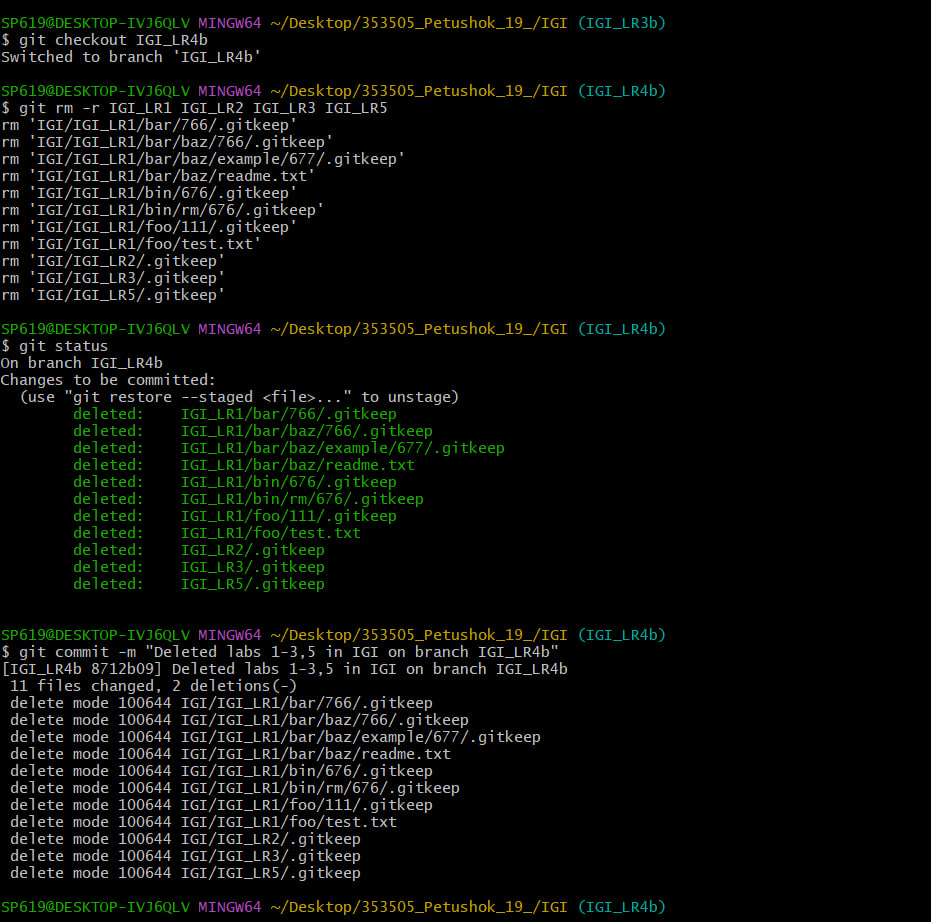 SP619@DESKTOP-IVJ6QLV MINGW64 ~/Desktop/353505_Petushok_19_/IGI (IGI_LR3b)
$ git checkout IGI_LR4b
Switched to branch 'IGI_LR4b'
SP619@DESKTOP-IVJ6QLV MINGW64 ~/Desktop/353505_Petushok_19_/IGI (IGI_LR4b)
$ git rm -r IGI_LR1 IGI_LR2 IGI_LR3 IGI_LR5
rm 'IGI/IGI_LR1/bar/766/.gitkeep'
rm 'IGI/IGI_LR1/bar/baz/766/.gitkeep'
rm 'IGI/IGI_LR1/bar/baz/example/677/.gitkeep'
rm 'IGI/IGI_LR1/bar/baz/readme.txt'
rm 'IGI/IGI_LR1/bin/676/.gitkeep'
rm 'IGI/IGI_LR1/bin/rm/676/.gitkeep'
rm 'IGI/IGI_LR1/foo/111/.gitkeep'
rm 'IGI/IGI_LR1/foo/test.txt'
rm 'IGI/IGI_LR2/.gitkeep'
rm 'IGI/IGI_LR3/.gitkeep'
rm 'IGI/IGI_LR5/.gitkeep'
SP619@DESKTOP-IVJ6QLV MINGW64 ~/Desktop/353505_Petushok_19_/IGI (IGI_LR4b)
$ git status
On branch IGI_LR4b
Changes to be committed:
  (use "git restore --staged <file>..." to unstage)
        deleted:    IGI_LR1/bar/766/.gitkeep
        deleted:    IGI_LR1/bar/baz/766/.gitkeep
        deleted:    IGI_LR1/bar/baz/example/677/.gitkeep
        deleted:    IGI_LR1/bar/baz/readme.txt
        deleted:    IGI_LR1/bin/676/.gitkeep
        deleted:    IGI_LR1/bin/rm/676/.gitkeep
        deleted:    IGI_LR1/foo/111/.gitkeep
        deleted:    IGI_LR1/foo/test.txt
        deleted:    IGI_LR2/.gitkeep
        deleted:    IGI_LR3/.gitkeep
        deleted:    IGI_LR5/.gitkeep
SP619@DESKTOP-IVJ6QLV MINGW64 ~/Desktop/353505_Petushok_19_/IGI (IGI_LR4b)
$ git commit -m "Deleted labs 1-3,5 in IGI on branch IGI_LR4b"
[IGI_LR4b 8712b09] Deleted labs 1-3,5 in IGI on branch IGI_LR4b
 11 files changed, 2 deletions(-)
 delete mode 100644 IGI/IGI_LR1/bar/766/.gitkeep
 delete mode 100644 IGI/IGI_LR1/bar/baz/766/.gitkeep
 delete mode 100644 IGI/IGI_LR1/bar/baz/example/677/.gitkeep
 delete mode 100644 IGI/IGI_LR1/bar/baz/readme.txt
 delete mode 100644 IGI/IGI_LR1/bin/676/.gitkeep
 delete mode 100644 IGI/IGI_LR1/bin/rm/676/.gitkeep
 delete mode 100644 IGI/IGI_LR1/foo/111/.gitkeep
 delete mode 100644 IGI/IGI_LR1/foo/test.txt
 delete mode 100644 IGI/IGI_LR2/.gitkeep
 delete mode 100644 IGI/IGI_LR3/.gitkeep
 delete mode 100644 IGI/IGI_LR5/.gitkeep
SP619@DESKTOP-IVJ6QLV MINGW64 ~/Desktop/353505_Petushok_19_/IGI (IGI_LR4b)